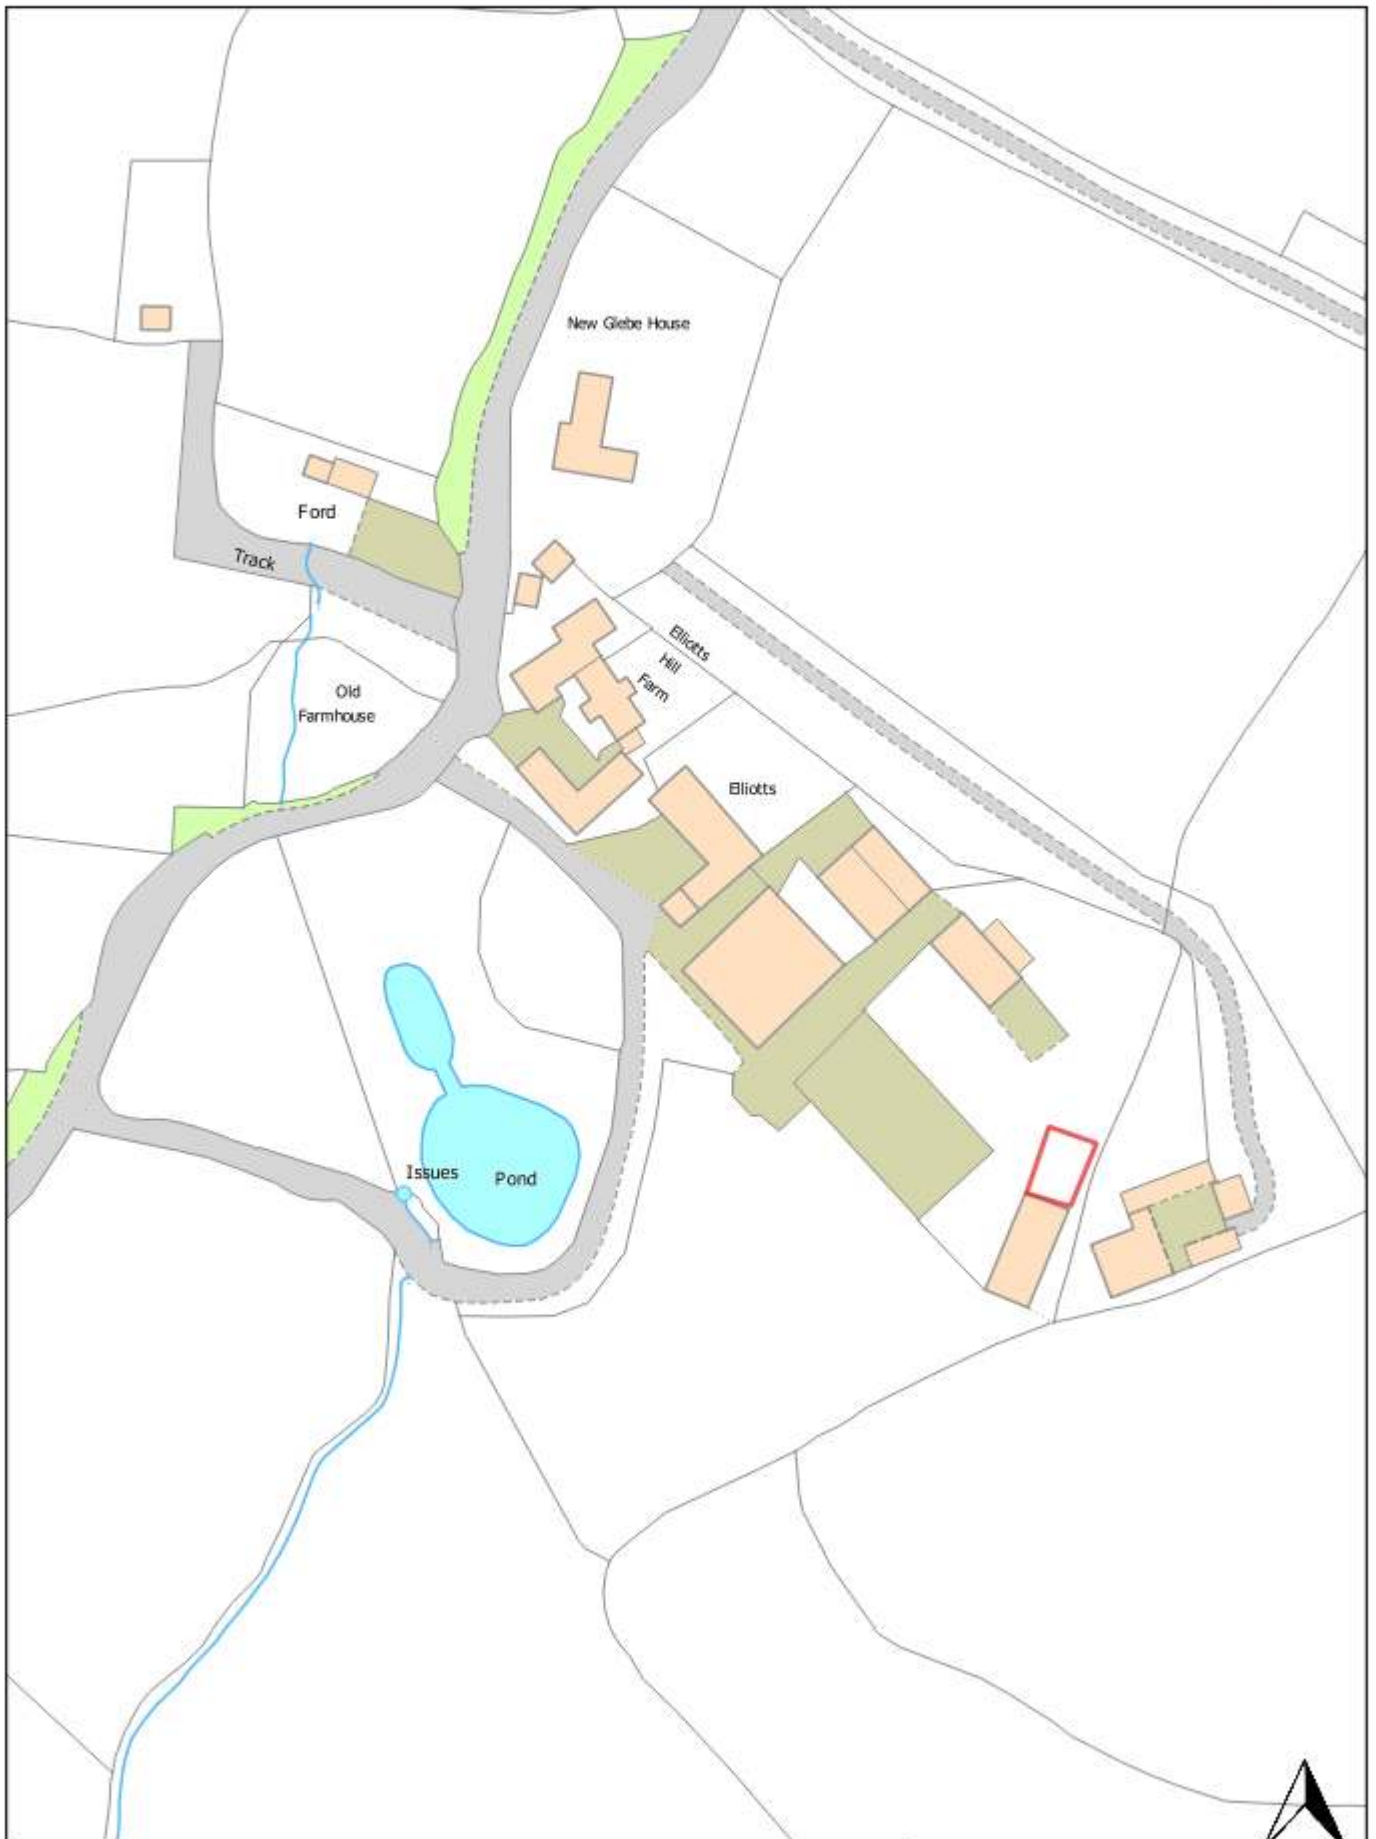 New Glebe House
Ford
Track
Elliotts
Hill
Farm
Old
Farmhouse
Elliotts
Issues
Pond